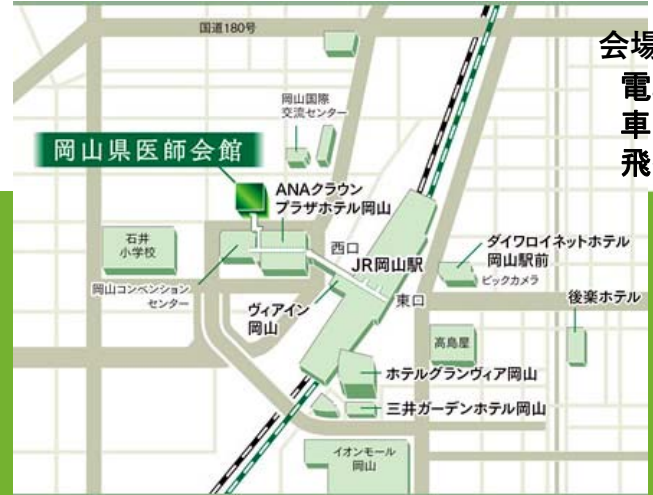 国道180号
会場
電
車
飛
岡山国際
交流センター
岡山県医師会館
ANAクラウン
プラザホテル岡山
石井
小学校
西口
JR岡山駅
ダイワロイネットホテル
岡山駅前
ビックカメラ
岡山コンベンション
センター
東口
後楽ホテル
ヴィアイン
岡山
高島屋
ホテルグランヴィア岡山
三井ガーデンホテル岡山
イオンモール
岡山